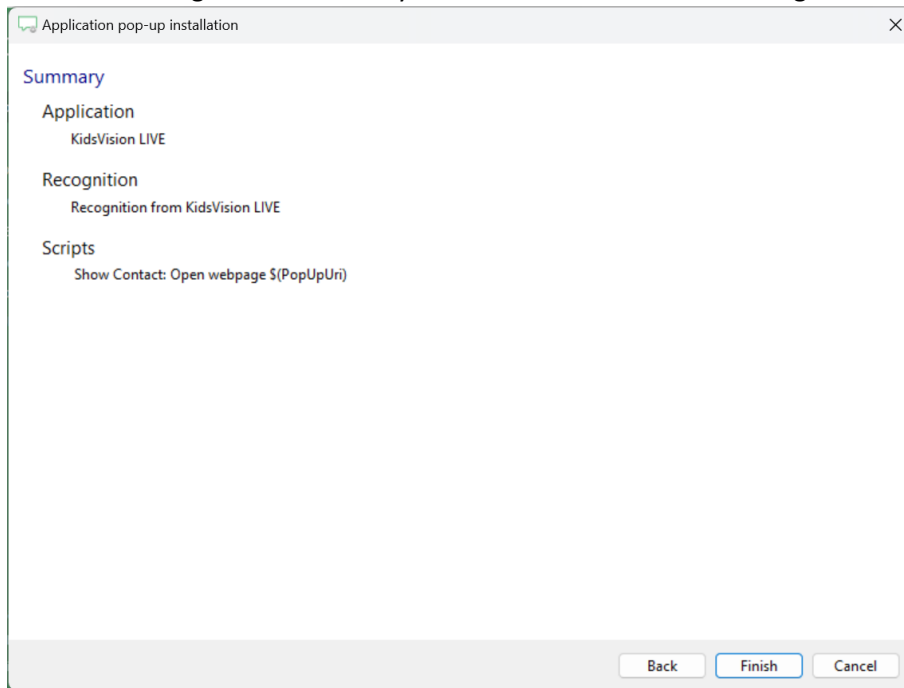 Application pop-up installation
Summary
Application
KidsVision LIVE
Recognition
Recognition from KidsVision LIVE
Scripts
Show Contact: Open webpage $(PopUpUri)
Back Finish Cancel